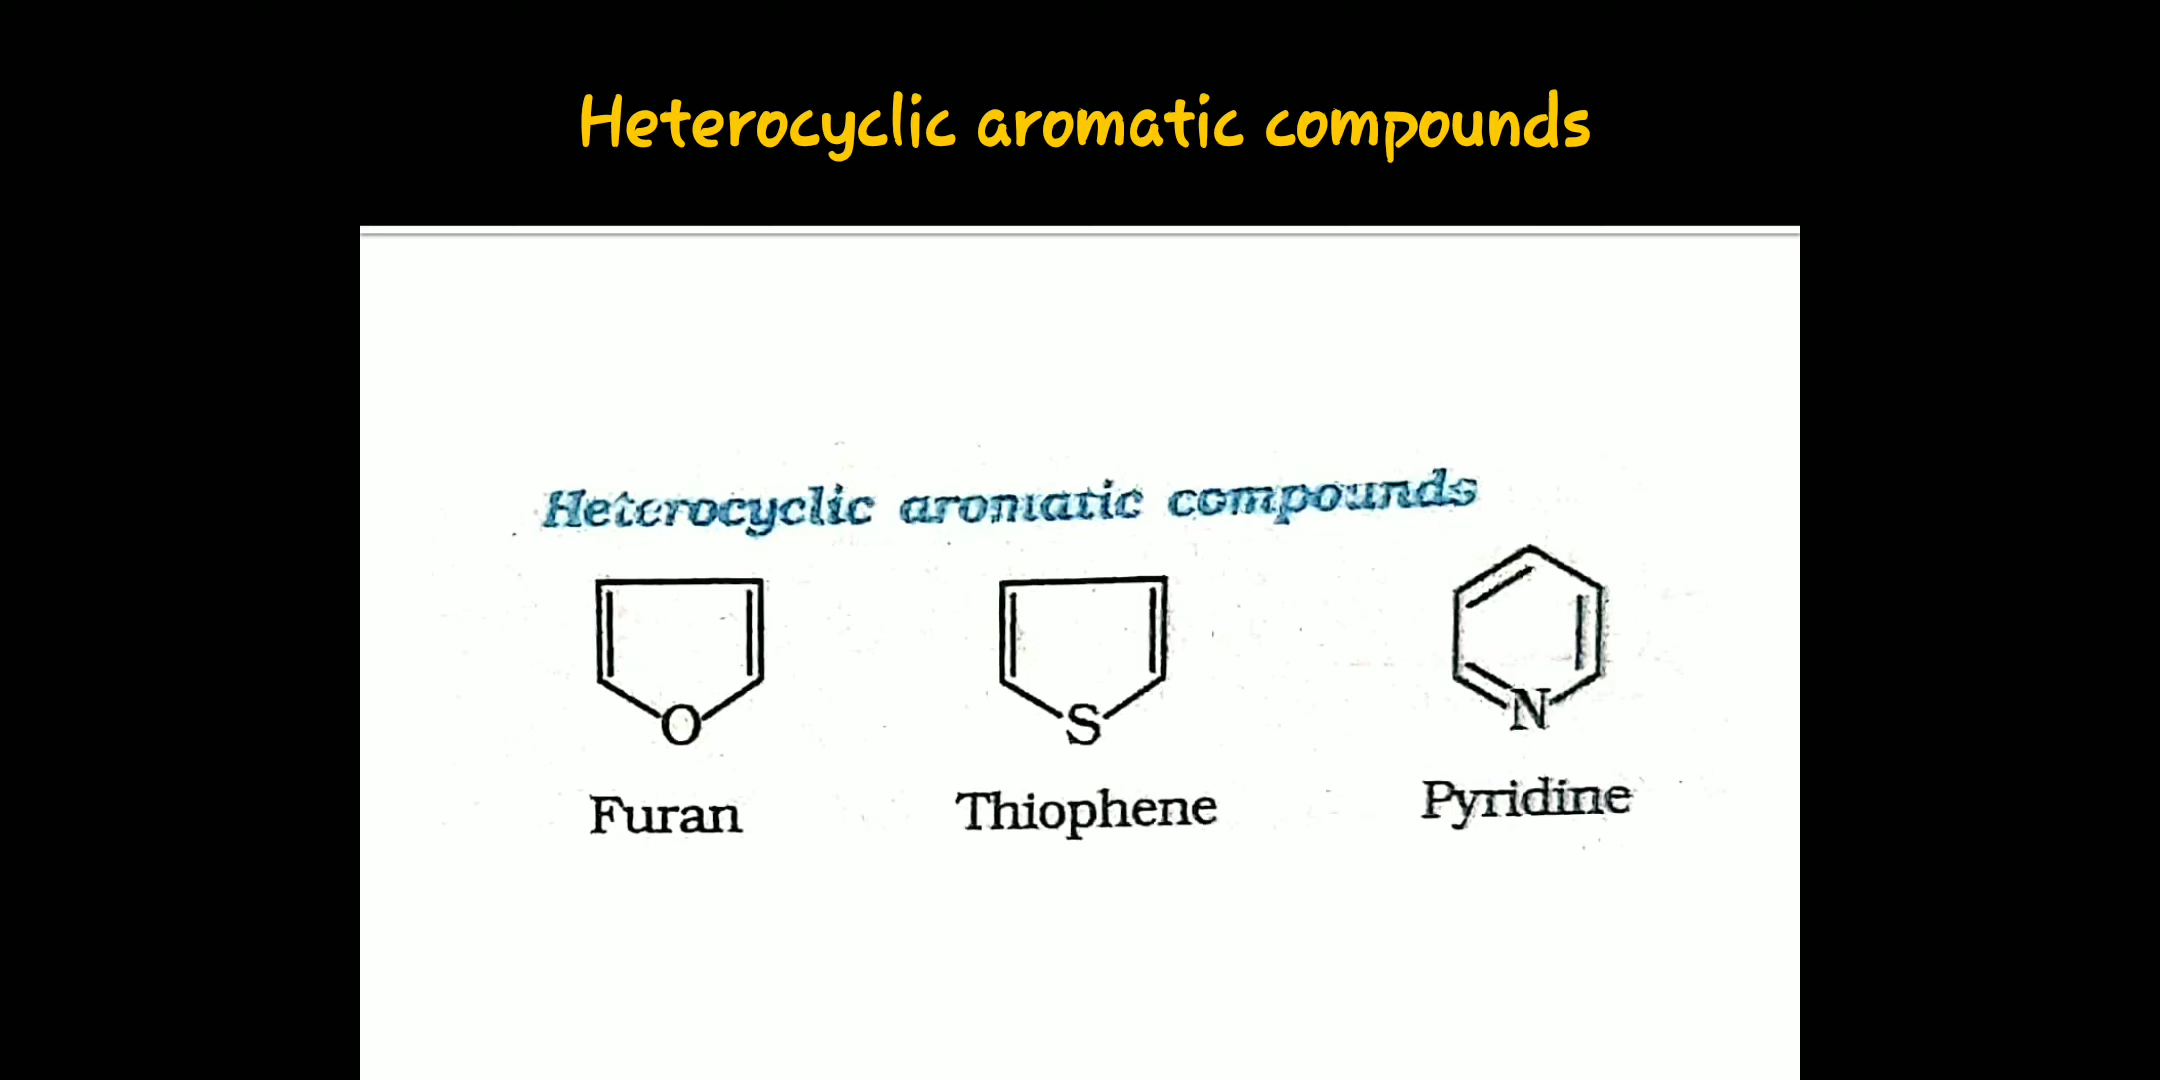 Heterocyclic aromatic compounds
Heterocyclic aromatic compounds
O S N
Furan Thiophene Pyridine